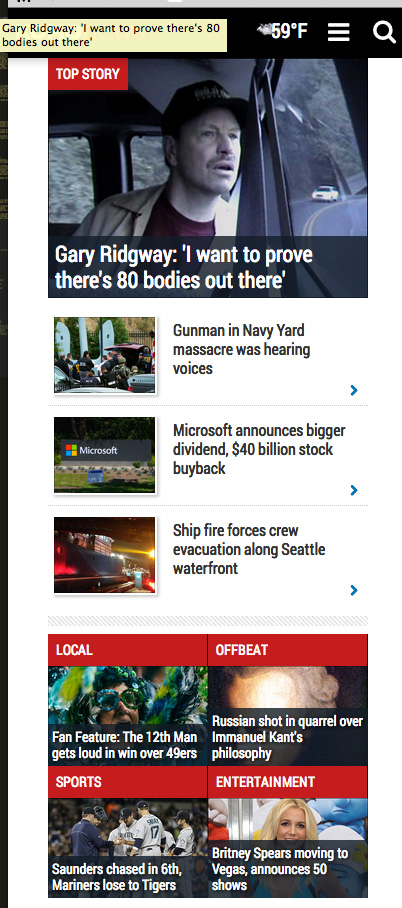 Gary Ridgway: 'I want to prove there's 80
bodies out there'
59°F
TOP STORY
Gary Ridgway: 'I want to prove
there's 80 bodies out there'
Gunman in Navy Yard
massacre was hearing
voices
Microsoft
Microsoft announces bigger
dividend, $40 billion stock
buyback
Ship fire forces crew
evacuation along Seattle
waterfront
LOCAL
OFFBEAT
Fan Feature: The 12th Man
gets loud in win over 49ers
Russian shot in quarrel over
Immanuel Kant's
philosophy
SPORTS
ENTERTAINMENT
17
Saunders chased in 6th,
Mariners lose to Tigers
Britney Spears moving to
Vegas, announces 50
shows